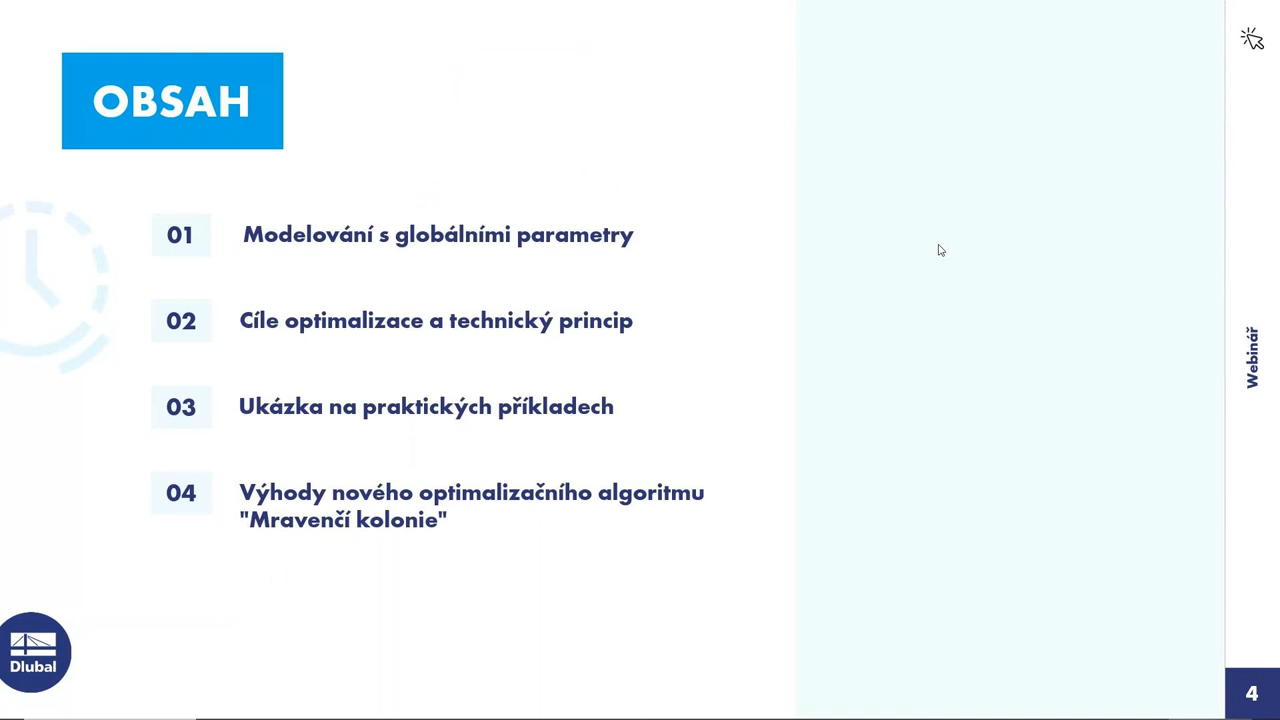 OBSAH
01 Modelování s globálními parametry
02 Cíle optimalizace a technický princip
03 Ukázka na praktických příkladech
04 Výhody nového optimalizačního algoritmu
"Mravenčí kolonie"
Webinář
Dlubal
4